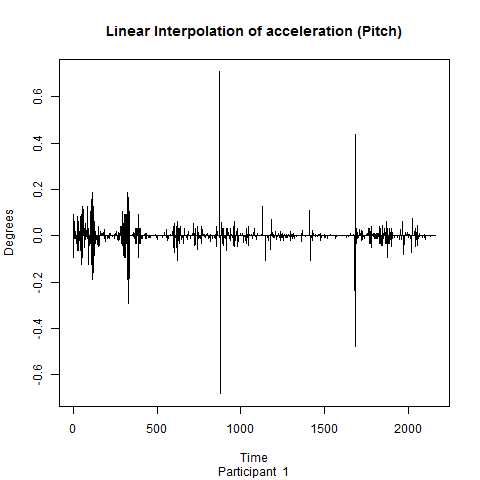 Linear Interpolation of acceleration (Pitch)
Degrees
0.6
0.4
0.2
0.0
-0.2
-0.4
-0.6
0 500 1000 1500 2000
Time
Participant 1